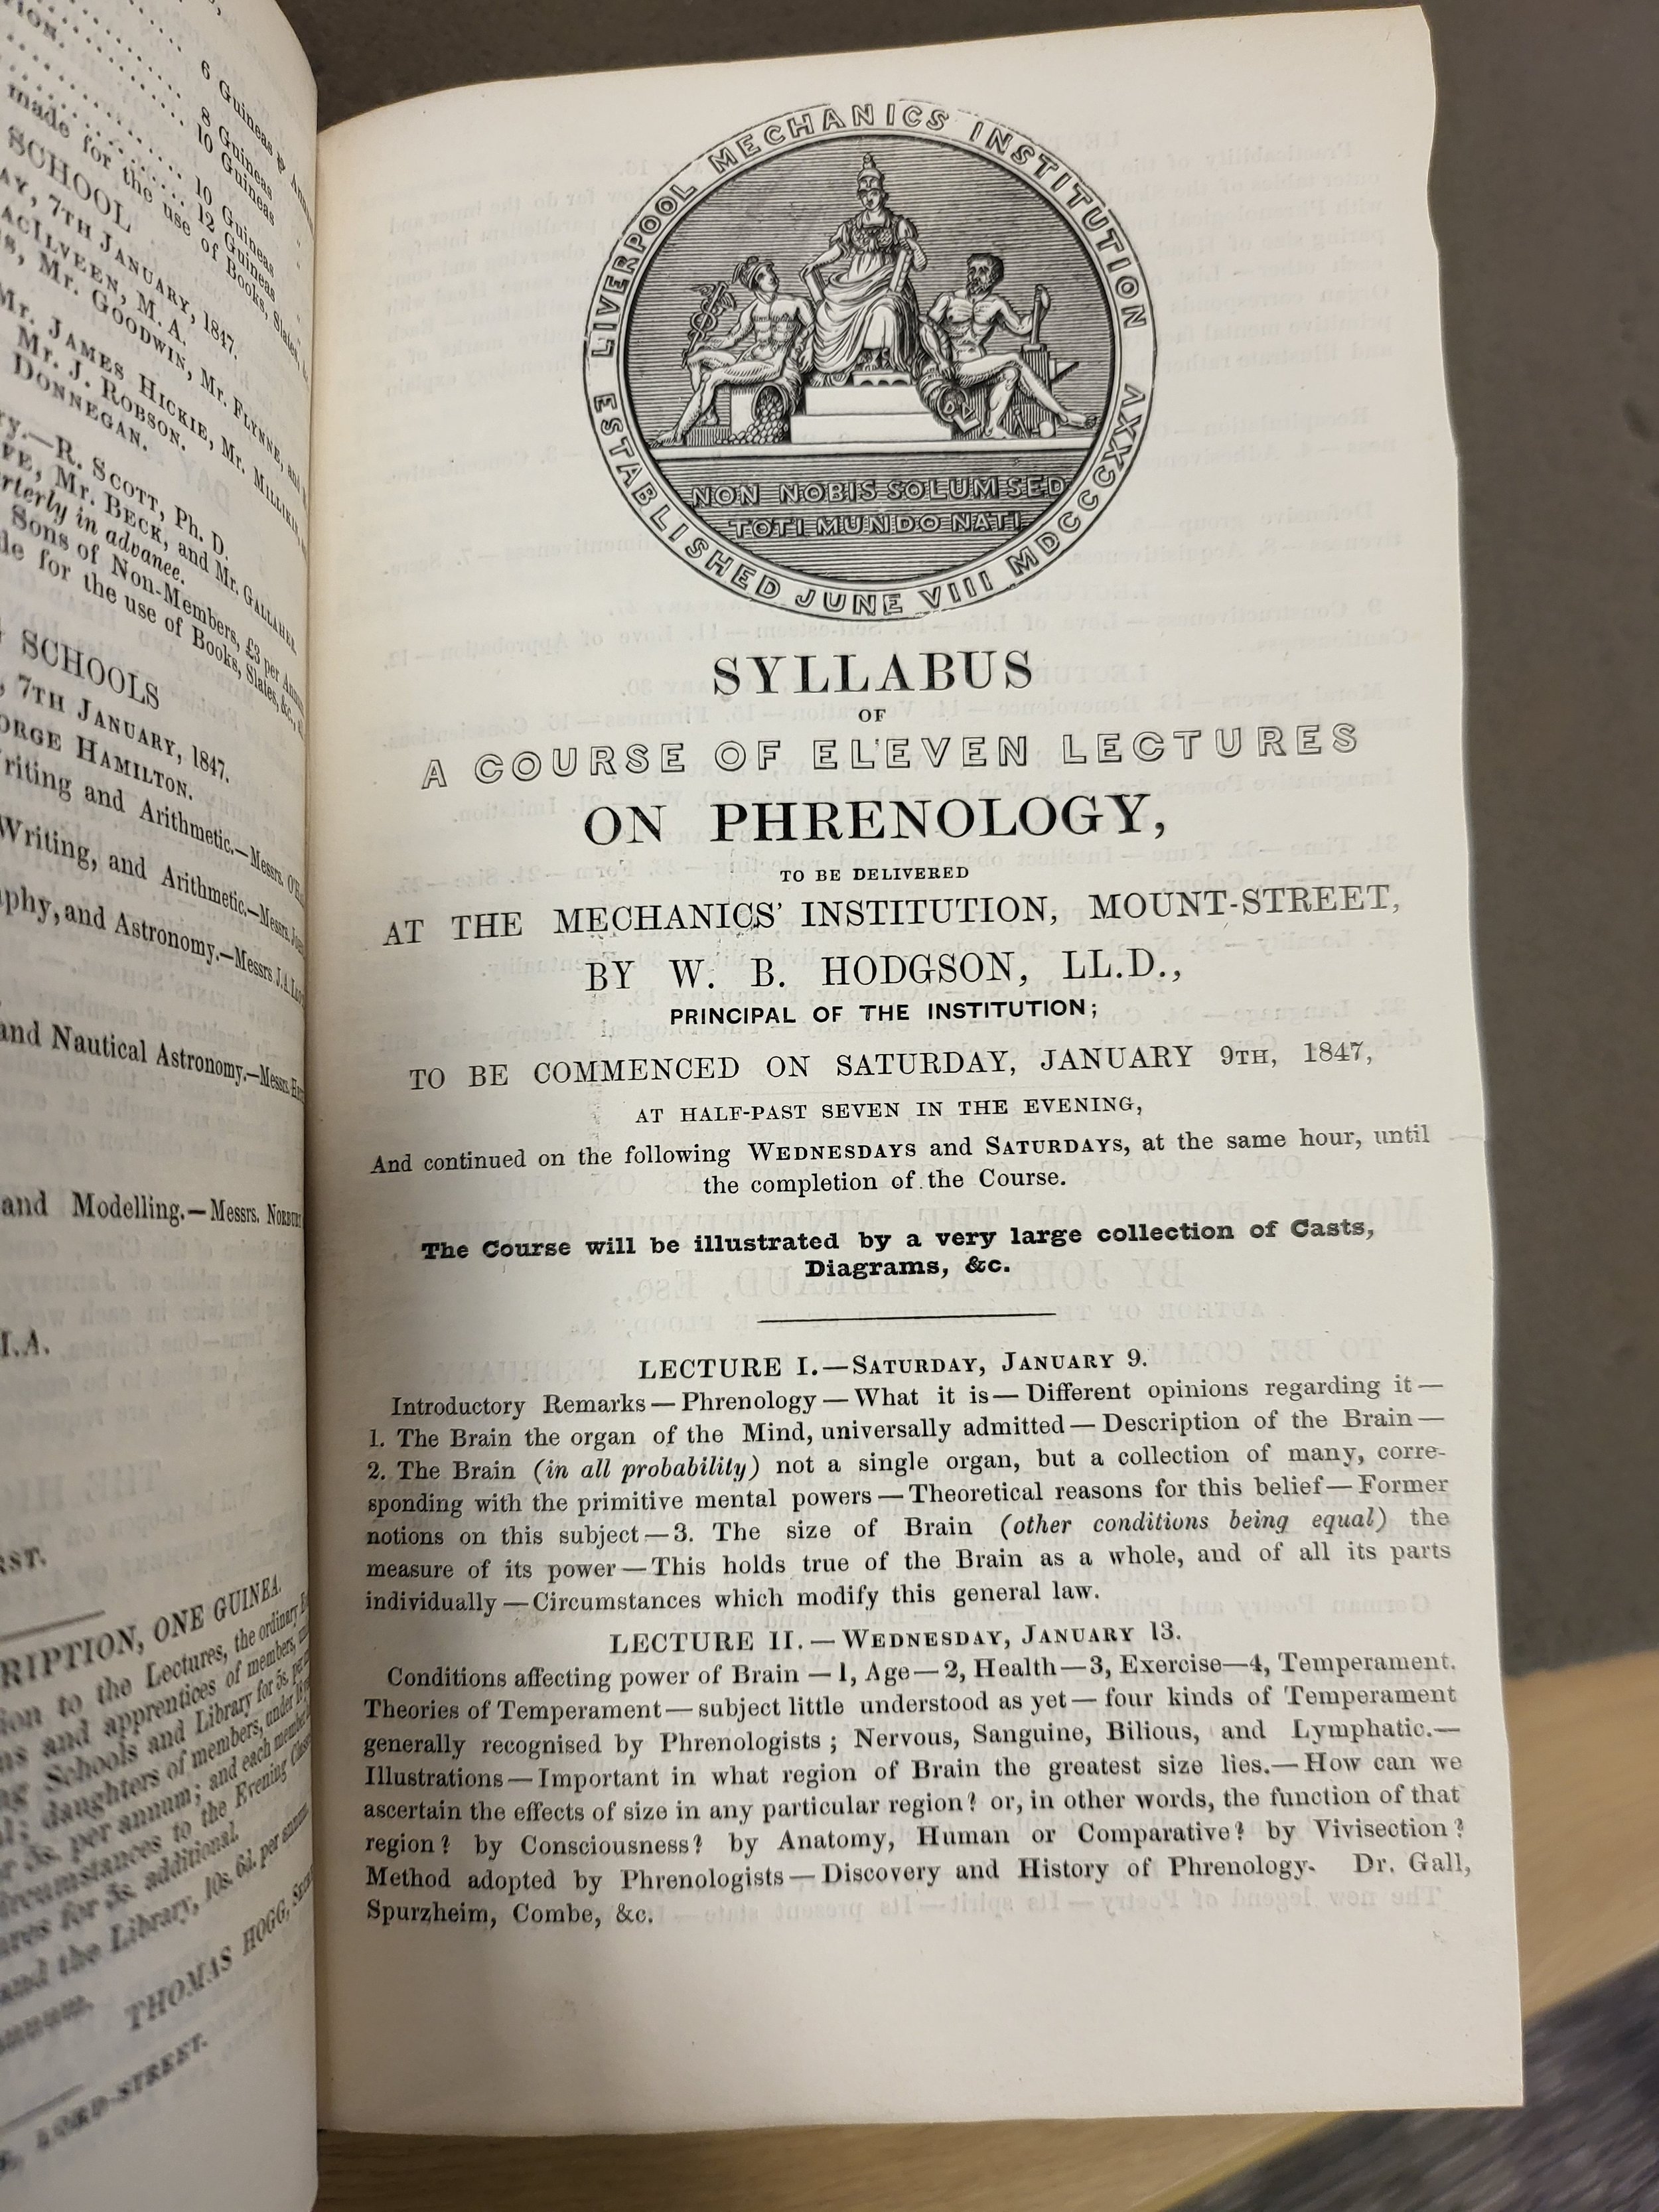 6 Guineas
8 Guineas
10 Guineas
10 Guineas
12 Guineas
made for the use of Books, Slates,
SCHOOL
7TH JANUARY, 1847.
M.A.
Mr. GOODWIN, Mr. FLYNNE, and
Mr. JAMES HICKIE, Mr. MILLIKIN,
Mr. J. ROBSON.
DONNEGAN.
R. SCOTT, Ph. D.
Mr. BECK, and Mr. GALLAHER
in advance.
Sons of Non-Members, £3 per Annum
for the use of Books, Slates, &c.,
SCHOOLS
7TH JANUARY, 1847.
HAMILTON.
Writing and Arithmetic.—Messrs.
Writing, and Arithmetic.—Messrs.
and Astronomy.—Messrs J.A.
and Nautical Astronomy.—Messrs.
and Modelling.—Messrs.
ONE GUINEA.
to the Lectures, the ordinary
and apprentices of members,
Schools and Library for 5s.
daughters of members, under
5s. per annum; and each member
to the Evening
for 5s. additional.
and the Library, 10s. 6d. per annum
THOMAS HOGG,
LORD-STREET.
LIVERPOOL MECHANICS INSTITUTION
ESTABLISHED JUNE VIII MDCCCXXV
NON NOBIS SOLUM SED
TOTI MUNDO NATI
SYLLABUS
OF
A COURSE OF ELEVEN LECTURES
ON PHRENOLOGY,
TO BE DELIVERED
AT THE MECHANICS' INSTITUTION, MOUNT-STREET,
BY W. B. HODGSON, LL.D.,
PRINCIPAL OF THE INSTITUTION;
TO BE COMMENCED ON SATURDAY, JANUARY 9TH, 1847,
AT HALF-PAST SEVEN IN THE EVENING,
And continued on the following WEDNESDAYS and SATURDAYS, at the same hour, until
the completion of the Course.
The Course will be illustrated by a very large collection of Casts,
Diagrams, &c.
LECTURE I.—SATURDAY, JANUARY 9.
Introductory Remarks—Phrenology—What it is—Different opinions regarding it—
1. The Brain the organ of the Mind, universally admitted—Description of the Brain—
2. The Brain (in all probability) not a single organ, but a collection of many, corre-
sponding with the primitive mental powers—Theoretical reasons for this belief—Former
notions on this subject—3. The size of Brain (other conditions being equal) the
measure of its power—This holds true of the Brain as a whole, and of all its parts
individually—Circumstances which modify this general law.
LECTURE II.—WEDNESDAY, JANUARY 13.
Conditions affecting power of Brain—1, Age—2, Health—3, Exercise—4, Temperament.
Theories of Temperament—subject little understood as yet—four kinds of Temperament
generally recognised by Phrenologists; Nervous, Sanguine, Bilious, and Lymphatic.—
Illustrations—Important in what region of Brain the greatest size lies.—How can we
ascertain the effects of size in any particular region? or, in other words, the function of that
region? by Consciousness? by Anatomy, Human or Comparative? by Vivisection?
Method adopted by Phrenologists—Discovery and History of Phrenology. Dr. Gall,
Spurzheim, Combe, &c.